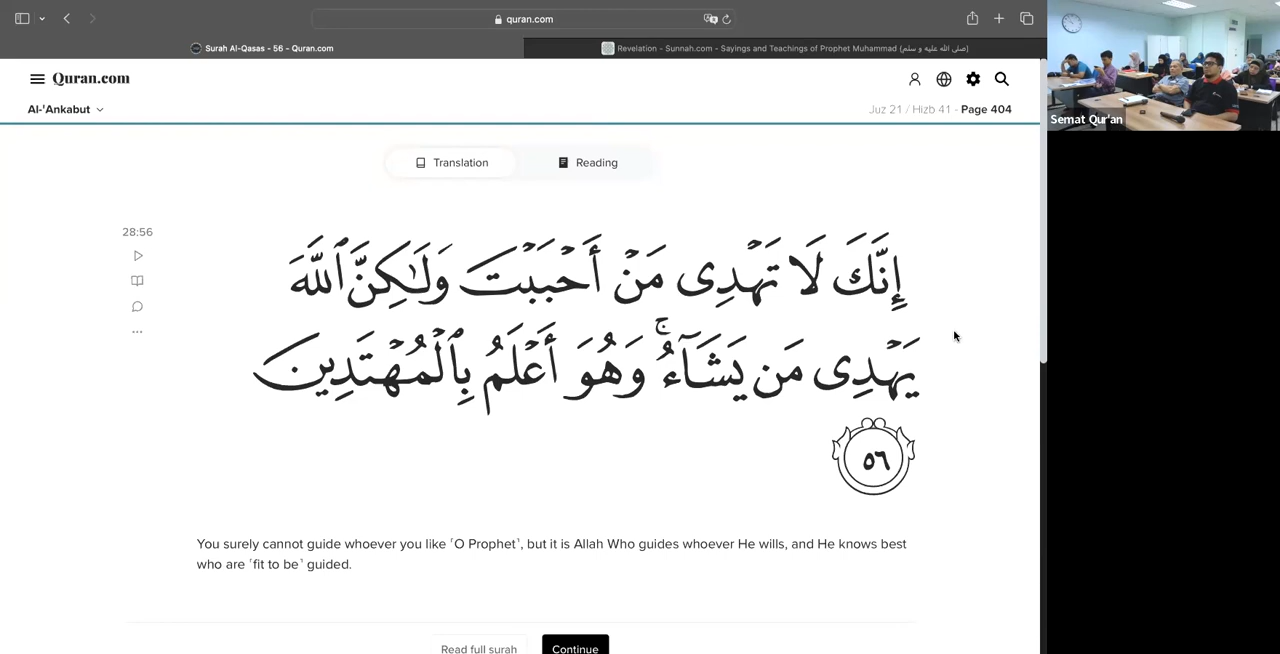 quran.com
Surah Al-Qasas - 56 - Quran.com
Revelation - Sunnah.com - Sayings and Teachings of Prophet Muhammad (صلى الله عليه و سلم)
Quran.com
Al-'Ankabut
Juz 21 / Hizb 41 - Page 404
Semat Qur'an
Translation
Reading
28:56
إِنَّكَ لَا تَهْدِى مَنْ أَحْبَبْتَ وَلَـٰكِنَّ ٱللَّهَ
يَهْدِى مَن يَشَآءُ ۚ وَهُوَ أَعْلَمُ بِٱلْمُهْتَدِينَ
٥٦
You surely cannot guide whoever you like ˹O Prophet˺, but it is Allah Who guides whoever He wills, and He knows best
who are ˹fit to be˺ guided.
Read full surah
Continue